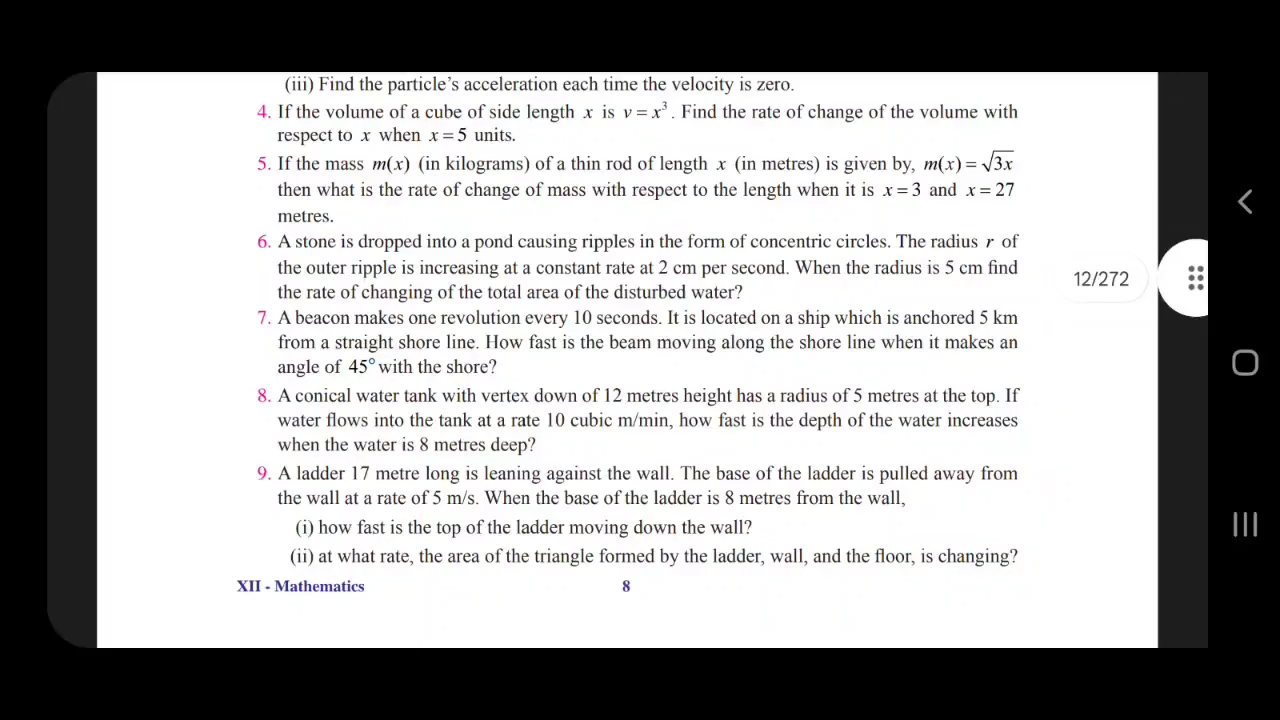 (iii) Find the particle's acceleration each time the velocity is zero.
4. If the volume of a cube of side length x is v = x³. Find the rate of change of the volume with
respect to x when x = 5 units.
5. If the mass m(x) (in kilograms) of a thin rod of length x (in metres) is given by, m(x) = √3x
then what is the rate of change of mass with respect to the length when it is x = 3 and x = 27
metres.
6. A stone is dropped into a pond causing ripples in the form of concentric circles. The radius r of
the outer ripple is increasing at a constant rate at 2 cm per second. When the radius is 5 cm find
the rate of changing of the total area of the disturbed water?
12/272
7. A beacon makes one revolution every 10 seconds. It is located on a ship which is anchored 5 km
from a straight shore line. How fast is the beam moving along the shore line when it makes an
angle of 45° with the shore?
8. A conical water tank with vertex down of 12 metres height has a radius of 5 metres at the top. If
water flows into the tank at a rate 10 cubic m/min, how fast is the depth of the water increases
when the water is 8 metres deep?
9. A ladder 17 metre long is leaning against the wall. The base of the ladder is pulled away from
the wall at a rate of 5 m/s. When the base of the ladder is 8 metres from the wall,
(i) how fast is the top of the ladder moving down the wall?
(ii) at what rate, the area of the triangle formed by the ladder, wall, and the floor, is changing?
XII - Mathematics 8